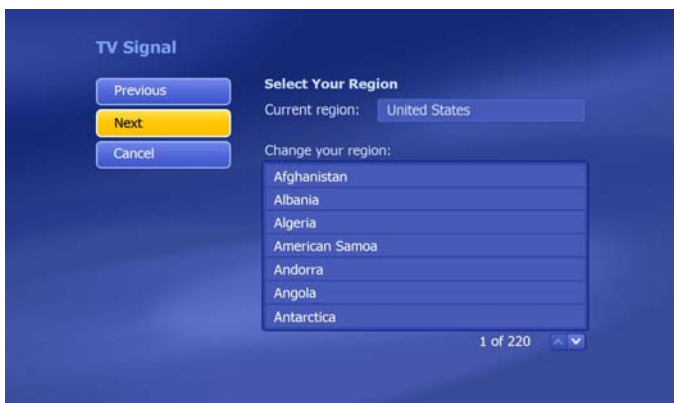 TV Signal
Previous
Next
Cancel
Select Your Region
Current region: United States
Change your region:
Afghanistan
Albania
Algeria
American Samoa
Andorra
Angola
Antarctica
1 of 220